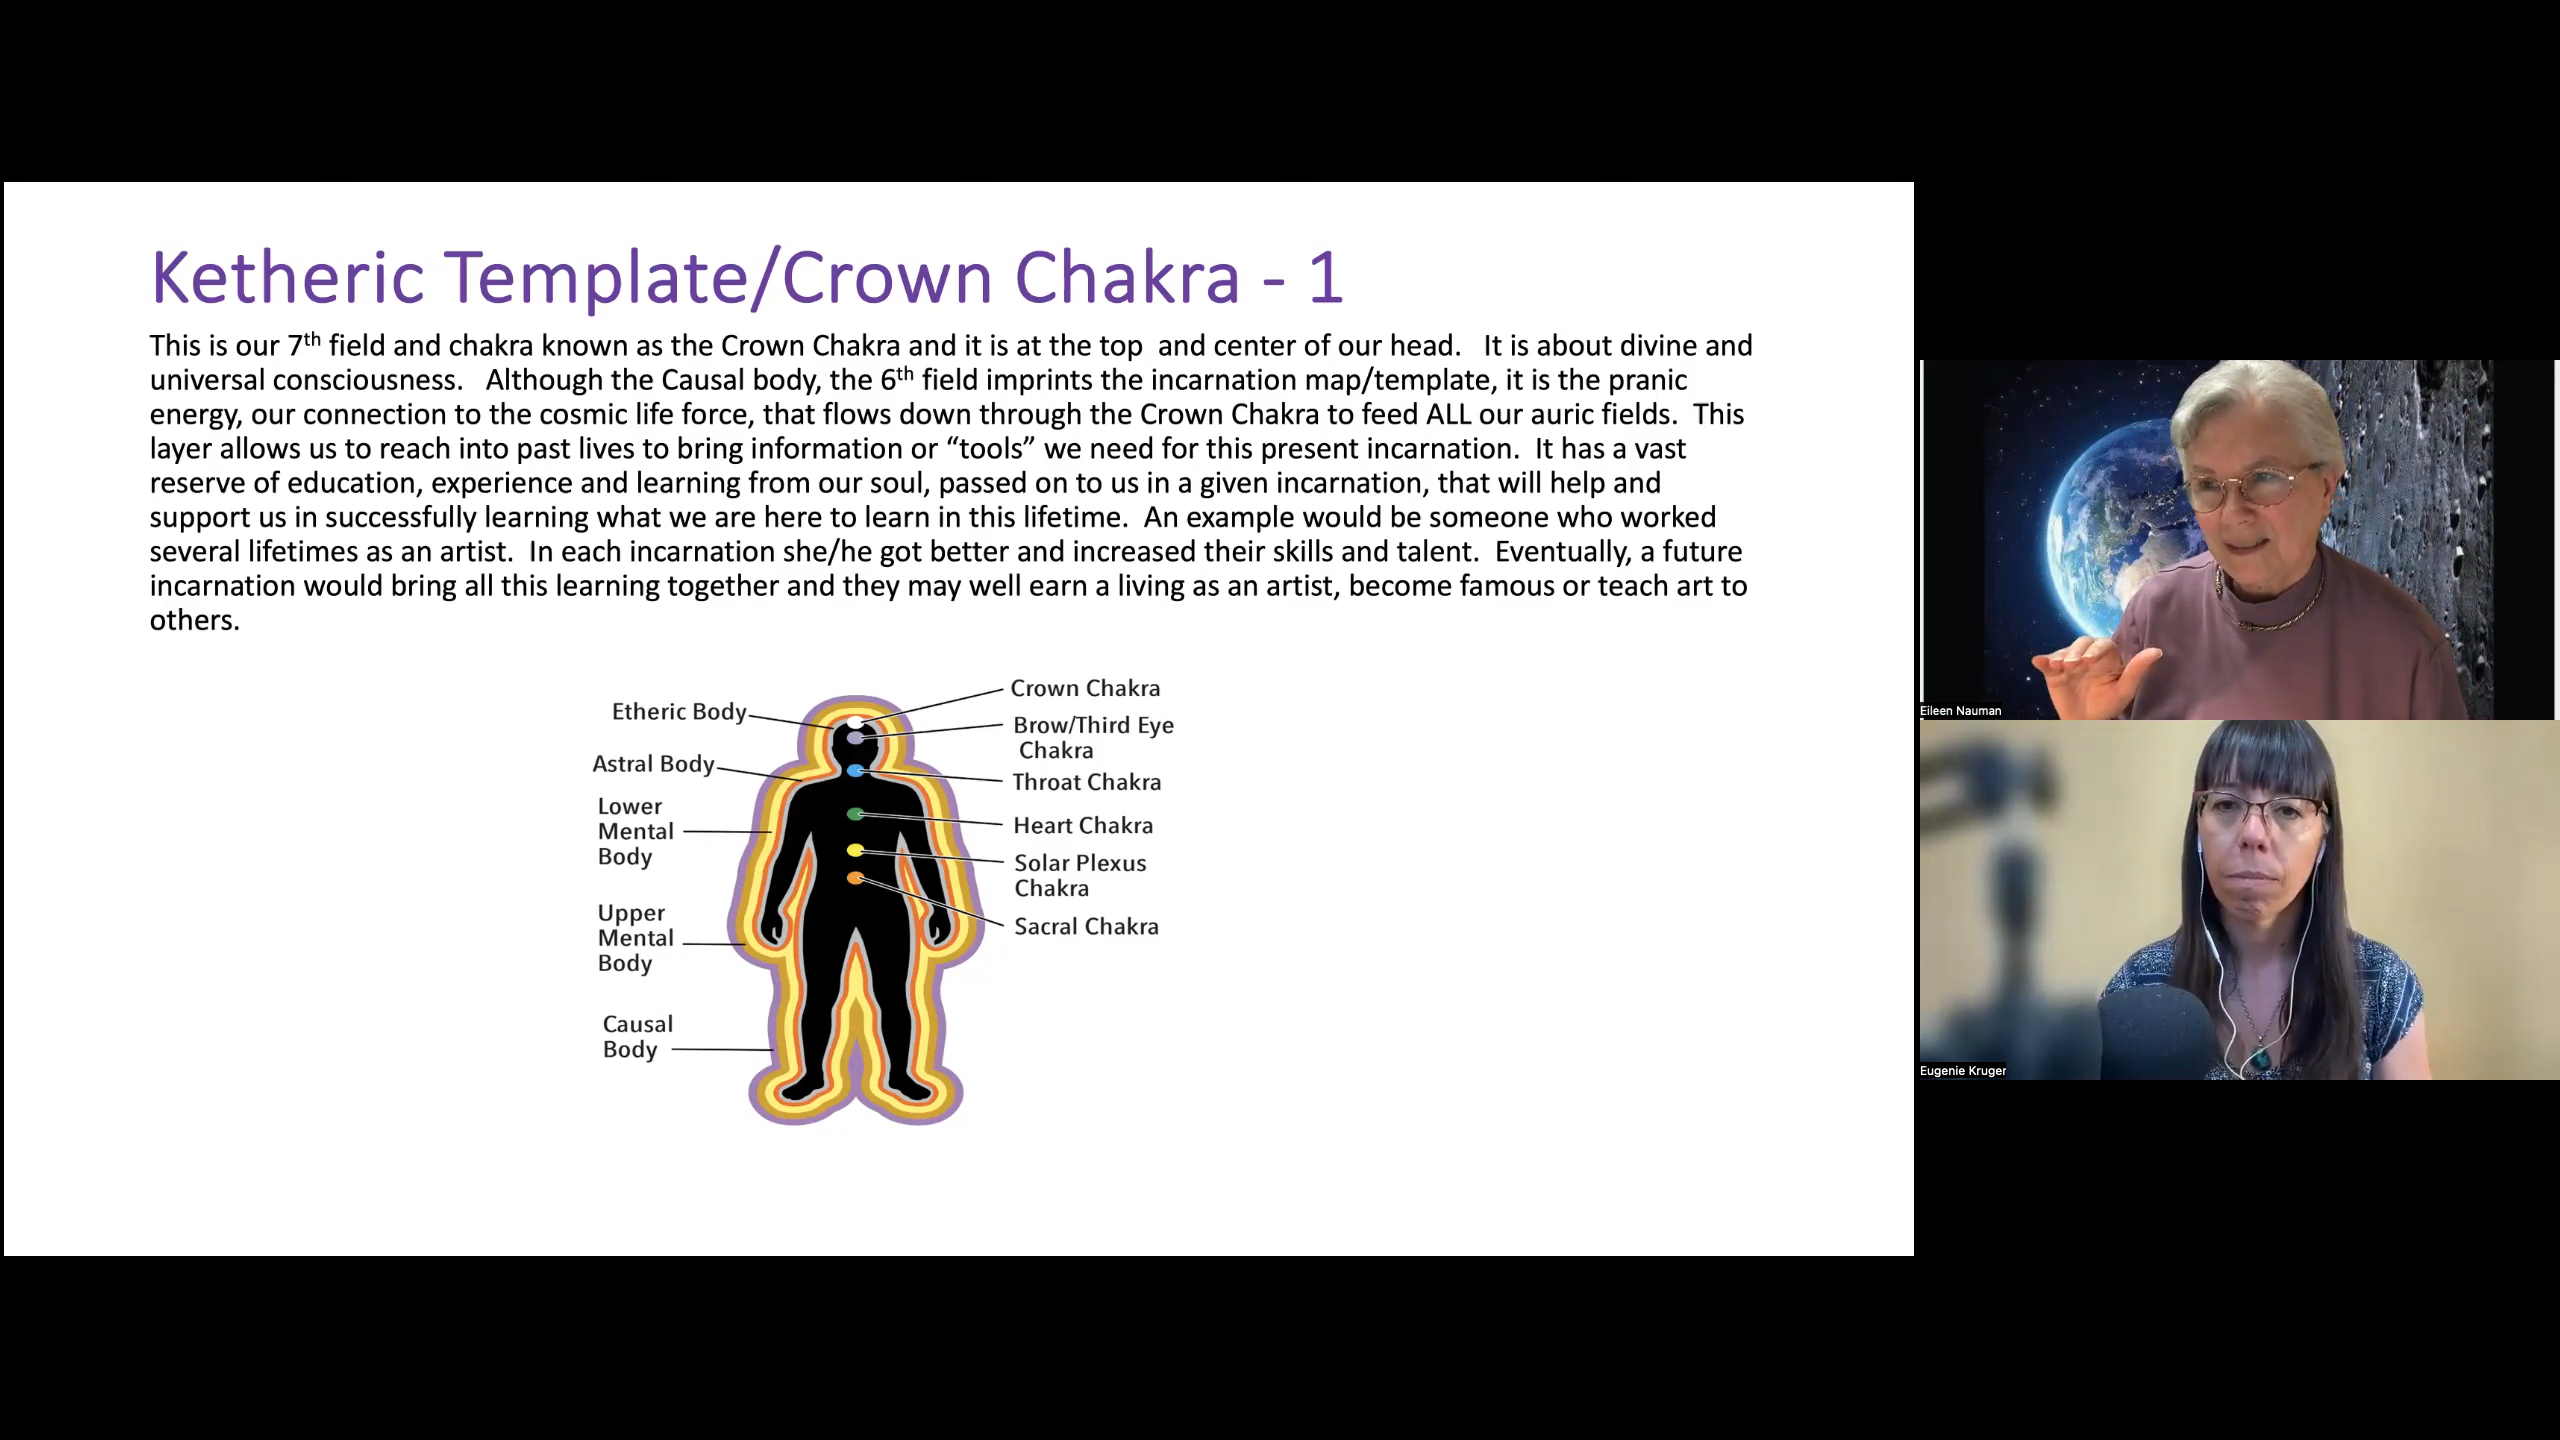 Ketheric Template/Crown Chakra - 1
This is our 7th field and chakra known as the Crown Chakra and it is at the top  and center of our head.   It is about divine and
universal consciousness.   Although the Causal body, the 6th field imprints the incarnation map/template, it is the pranic
energy, our connection to the cosmic life force, that flows down through the Crown Chakra to feed ALL our auric fields.  This
layer allows us to reach into past lives to bring information or “tools” we need for this present incarnation.  It has a vast
reserve of education, experience and learning from our soul, passed on to us in a given incarnation, that will help and
support us in successfully learning what we are here to learn in this lifetime.  An example would be someone who worked
several lifetimes as an artist.  In each incarnation she/he got better and increased their skills and talent.  Eventually, a future
incarnation would bring all this learning together and they may well earn a living as an artist, become famous or teach art to
others.
Etheric Body
Astral Body
Lower
Mental
Body
Upper
Mental
Body
Causal
Body
Crown Chakra
Brow/Third Eye
Chakra
Throat Chakra
Heart Chakra
Solar Plexus
Chakra
Sacral Chakra
Eileen Nauman
Eugenie Kruger